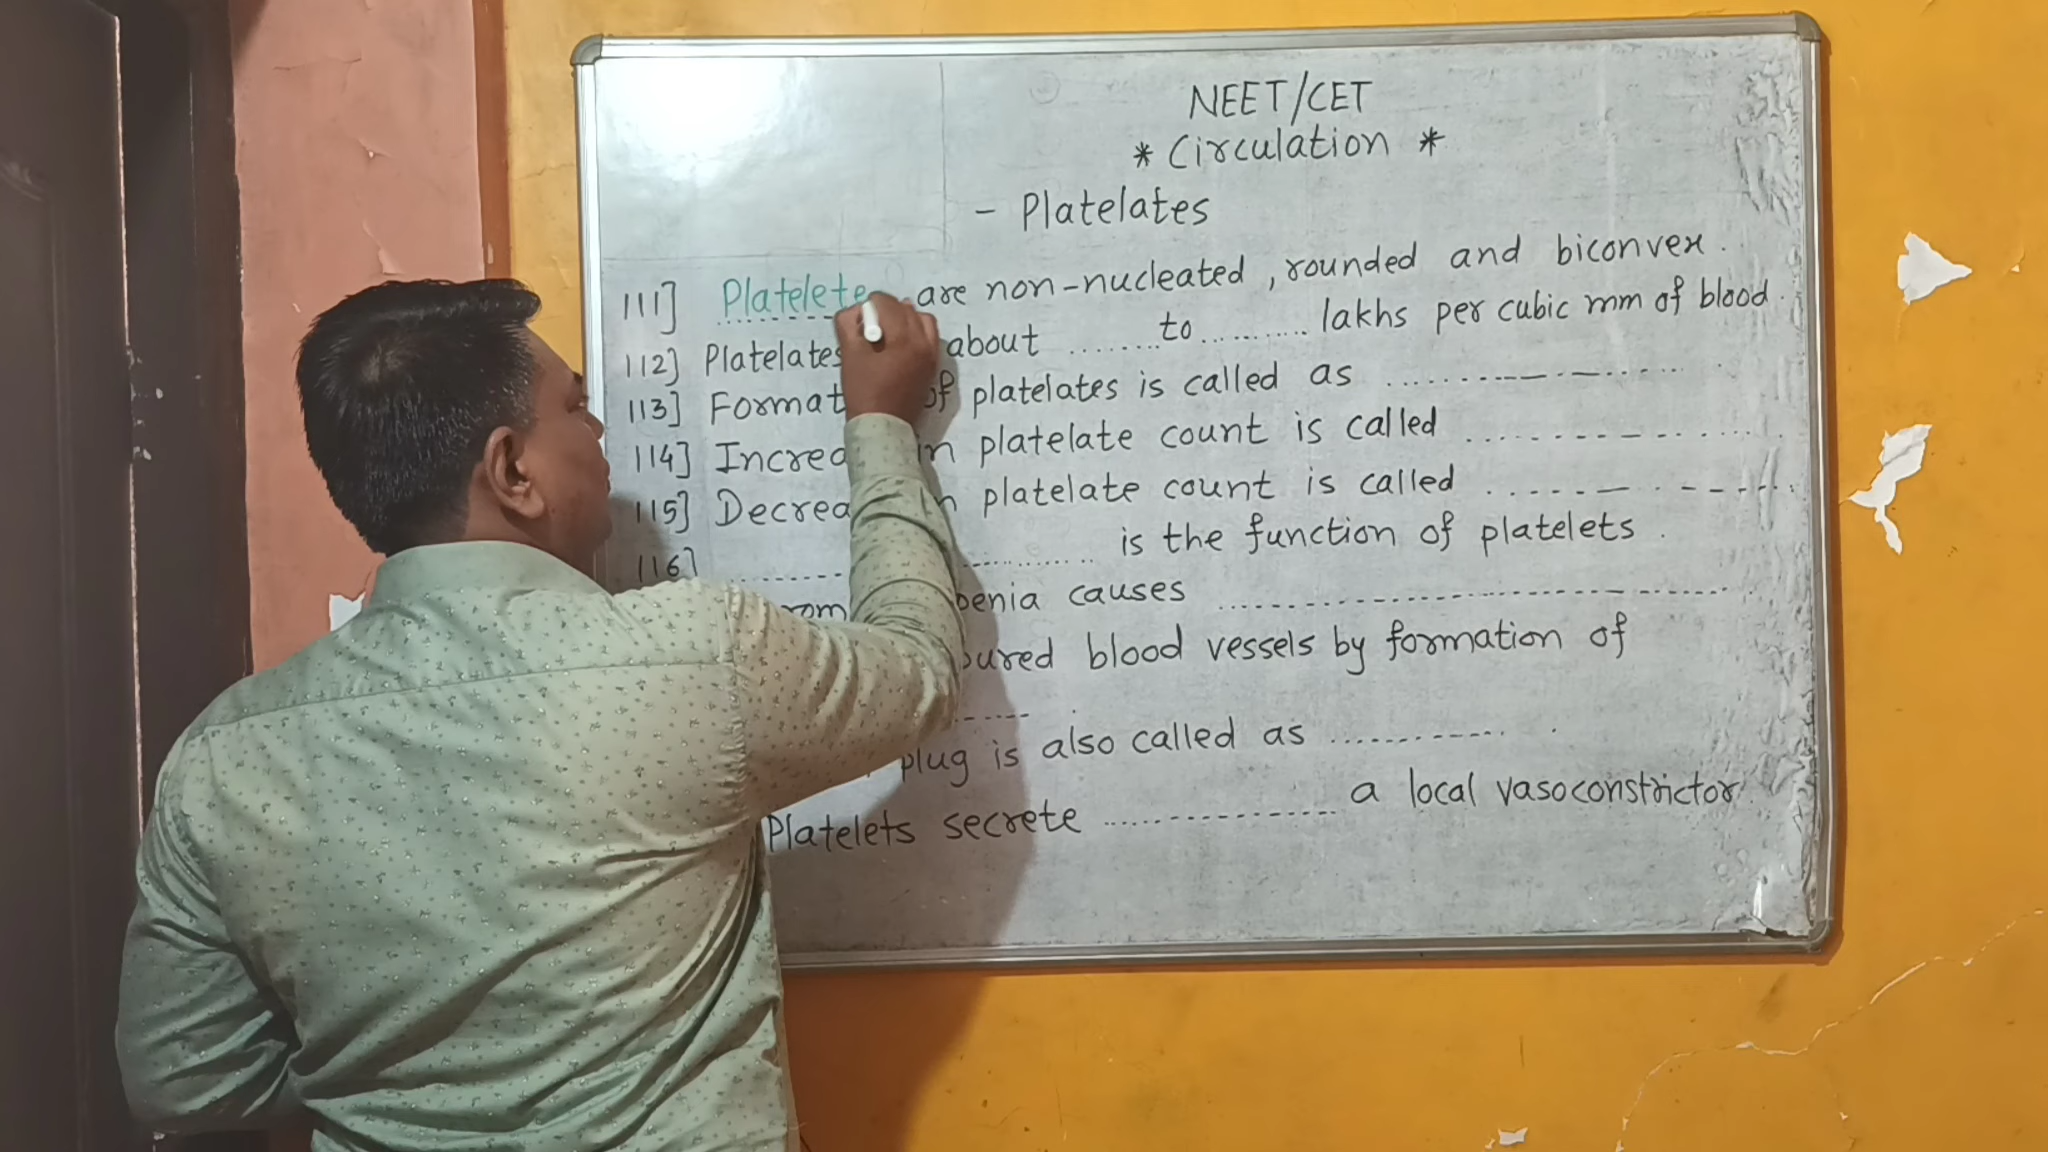 NEET/CET
* Circulation *
- Platelates
111] Platelete are non-nucleated, rounded and biconvex.
112] Platelates about ........ to .......... lakhs per cubic mm of blood.
113] Format of platelates is called as ....................
114] Increa in platelate count is called ....................
115] Decrea n platelate count is called ....................
116] .................... is the function of platelets.
rom penia causes ....................
oured blood vessels by formation of
.......
plug is also called as ............ .
Platelets secrete .................. a local vasoconstrictor.